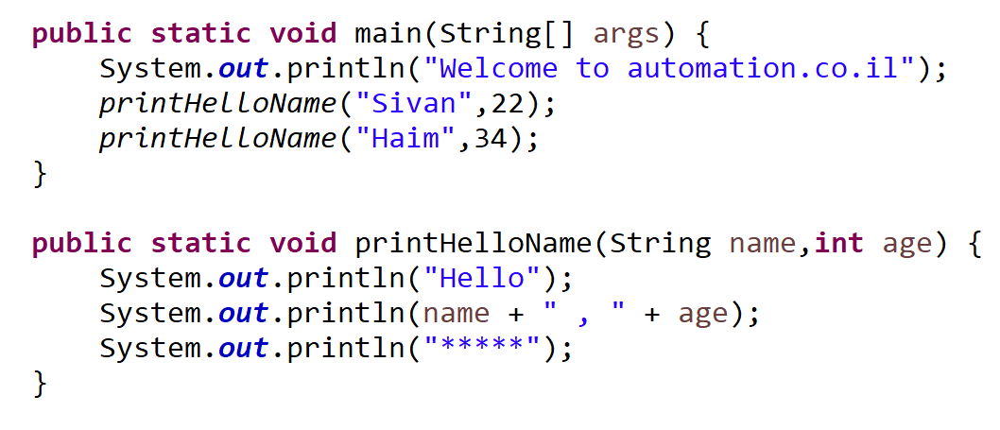 public static void main(String[] args) {
    System.out.println("Welcome to automation.co.il");
    printHelloName("Sivan",22);
    printHelloName("Haim",34);
}

public static void printHelloName(String name,int age) {
    System.out.println("Hello");
    System.out.println(name + " , " + age);
    System.out.println("*****");
}